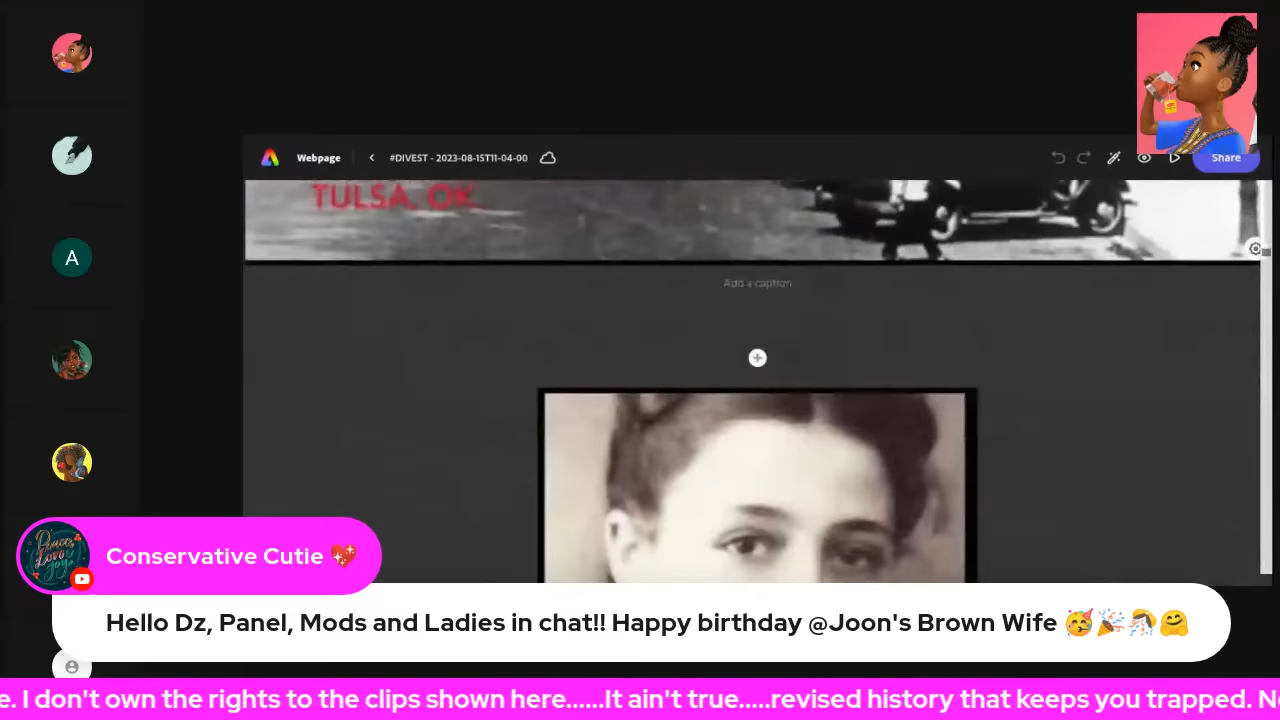 Webpage
#DIVEST - 2023-08-15T11-04-00
Share
TULSA, OK
Add a caption
A
Conservative Cutie 💖
Hello Dz, Panel, Mods and Ladies in chat!! Happy birthday @Joon's Brown Wife 🥳🎉🎊🤗
e. I don't own the rights to the clips shown here......It ain't true.....revised history that keeps you trapped. N